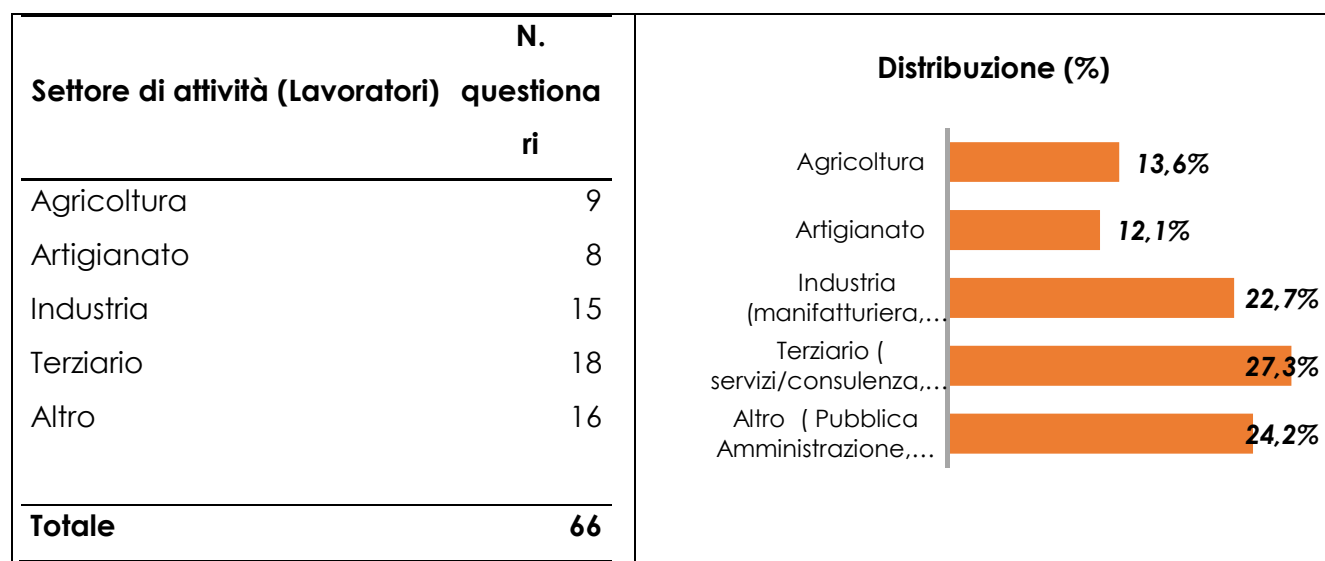 N.
Settore di attività (Lavoratori) questiona
ri
Agricoltura 9
Artigianato 8
Industria 15
Terziario 18
Altro 16
Totale 66
Distribuzione (%)
Agricoltura 13,6%
Artigianato 12,1%
Industria
(manifatturiera,… 22,7%
Terziario (
servizi/consulenza,… 27,3%
Altro ( Pubblica
Amministrazione,… 24,2%